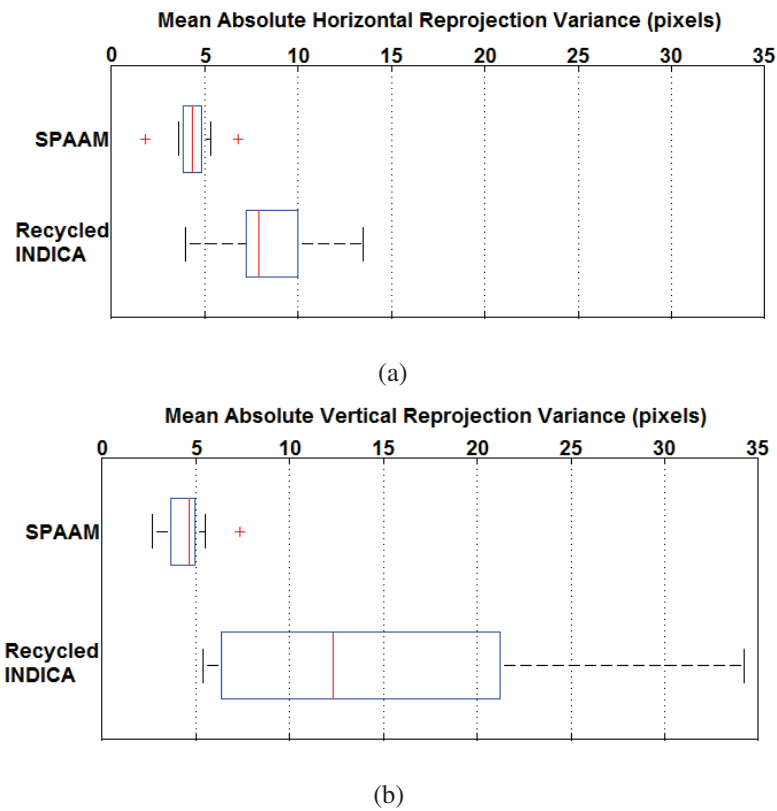 Mean Absolute Horizontal Reprojection Variance (pixels)
0 5 10 15 20 25 30 35
SPAAM
Recycled
INDICA
(a)
Mean Absolute Vertical Reprojection Variance (pixels)
0 5 10 15 20 25 30 35
SPAAM
Recycled
INDICA
(b)